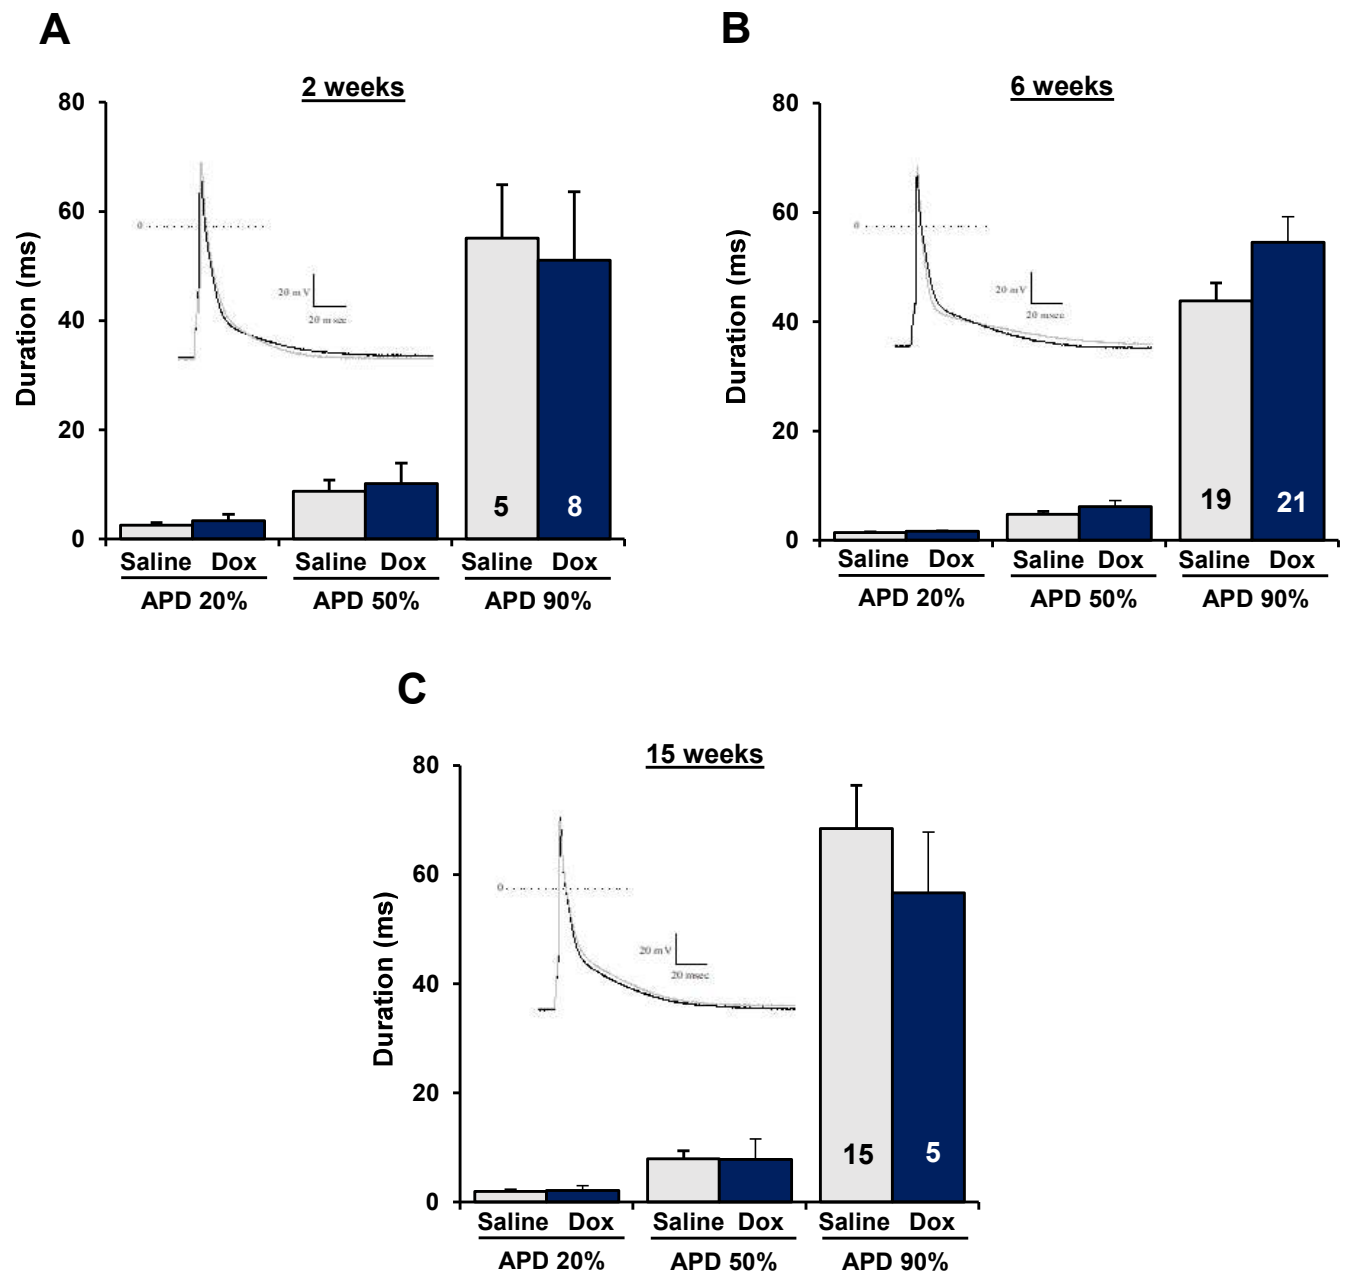 A
2 weeks
80
60
40
20
0
Duration (ms)
0
20 mV
20 msec
5
8
Saline Dox Saline Dox Saline Dox
APD 20% APD 50% APD 90%
B
6 weeks
80
60
40
20
0
Duration (ms)
0
20 mV
20 msec
19
21
Saline Dox Saline Dox Saline Dox
APD 20% APD 50% APD 90%
C
15 weeks
80
60
40
20
0
Duration (ms)
0
20 mV
20 msec
15
5
Saline Dox Saline Dox Saline Dox
APD 20% APD 50% APD 90%